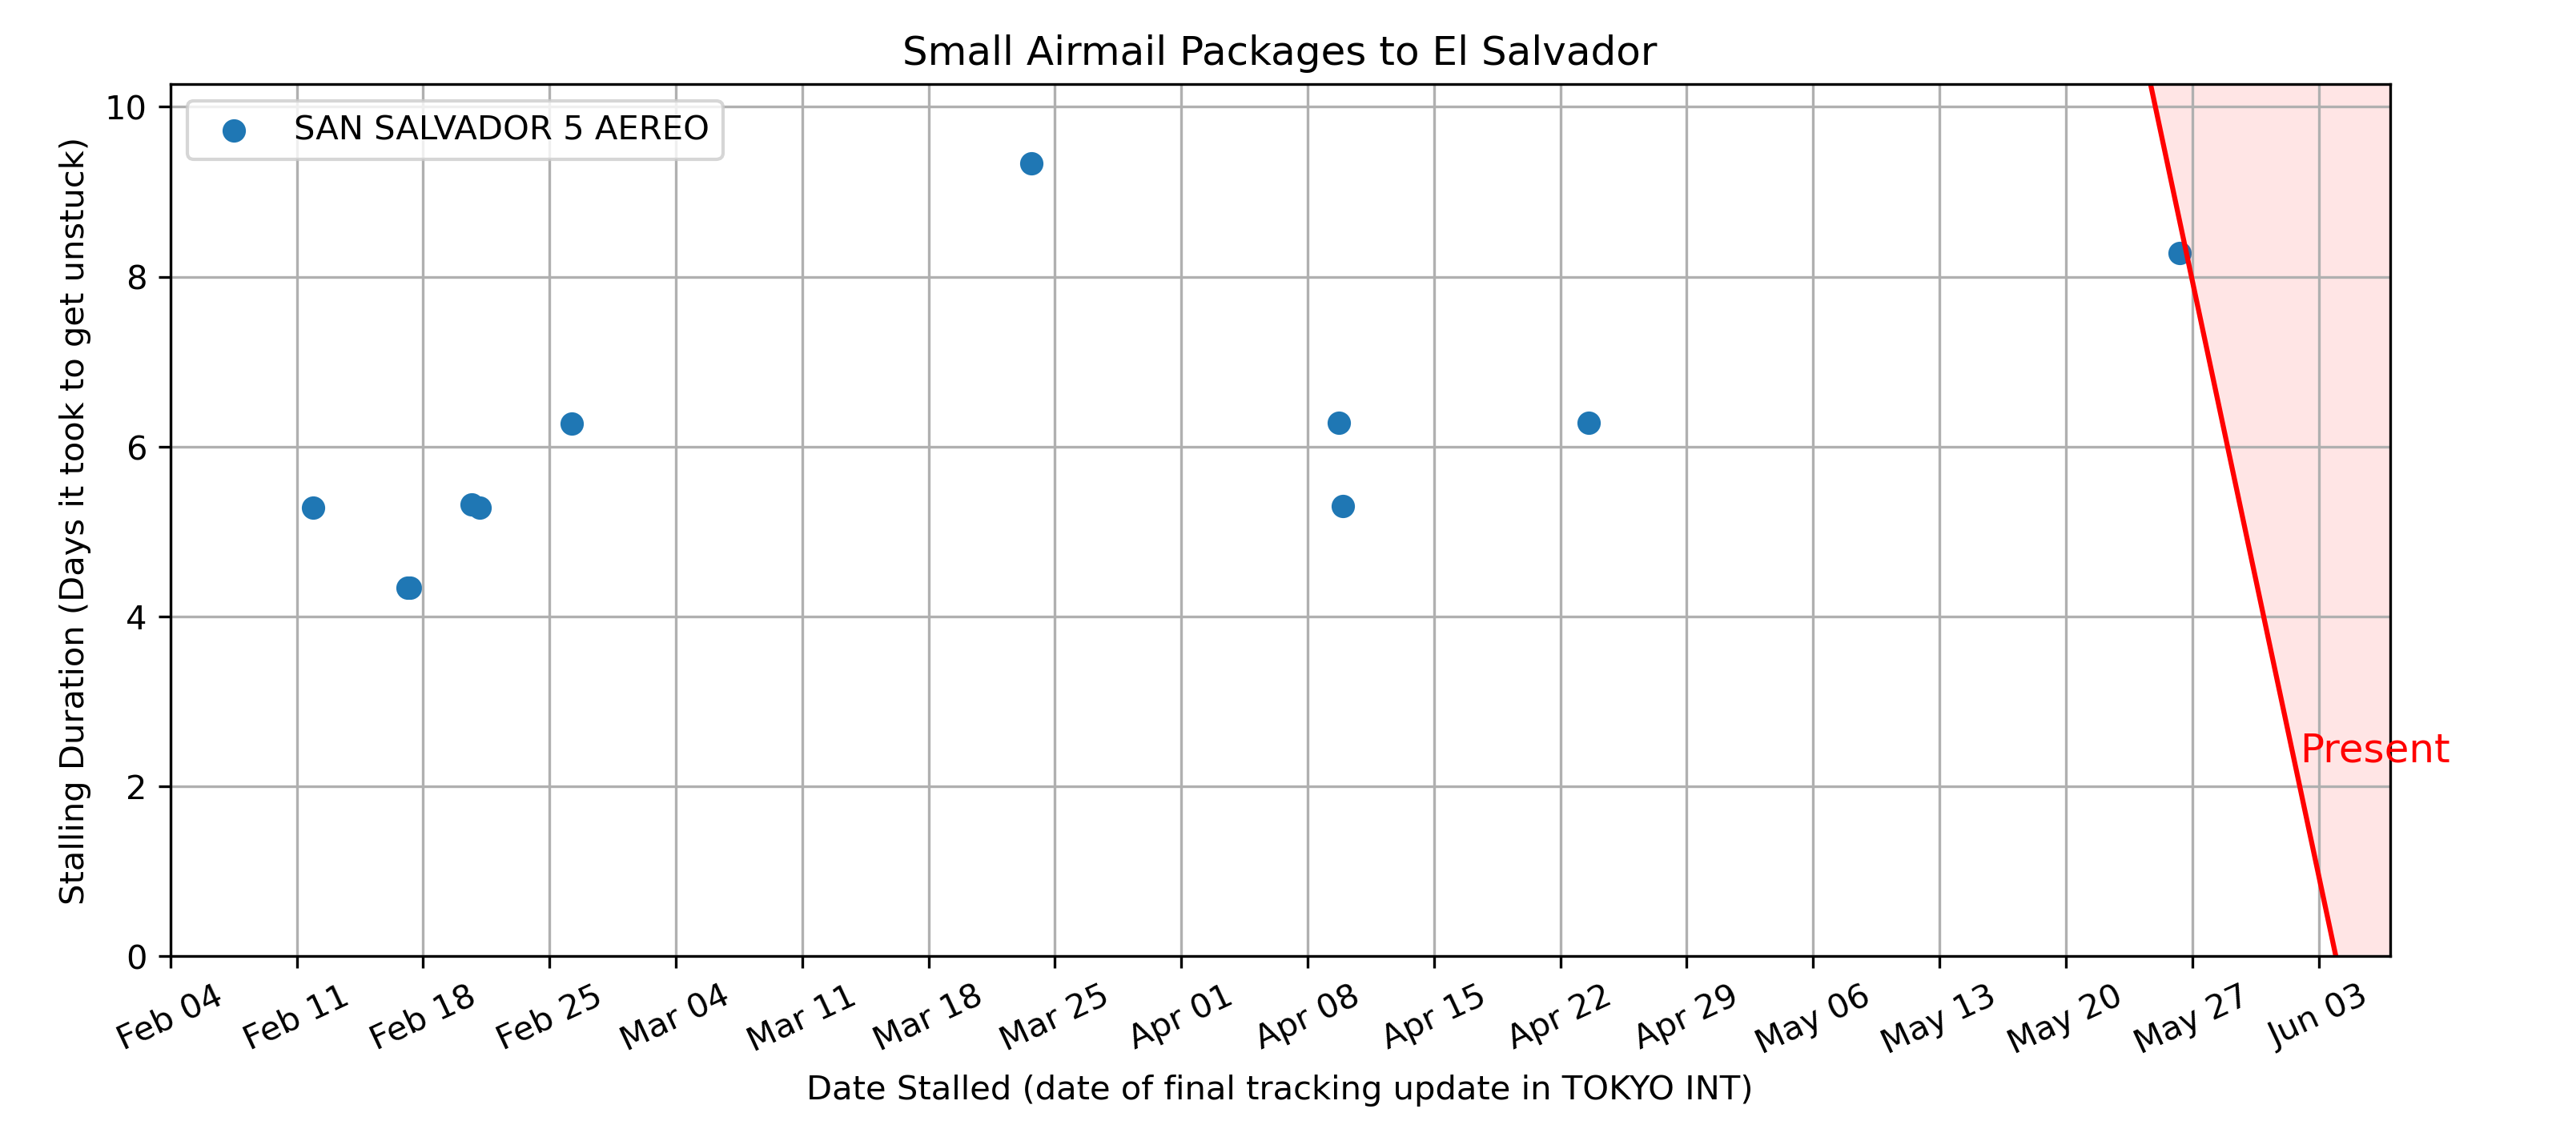 Small Airmail Packages to El Salvador
SAN SALVADOR 5 AEREO
Stalling Duration (Days it took to get unstuck)
10
8
6
4
2
0
Present
Feb 04
Feb 11
Feb 18
Feb 25
Mar 04
Mar 11
Mar 18
Mar 25
Apr 01
Apr 08
Apr 15
Apr 22
Apr 29
May 06
May 13
May 20
May 27
Jun 03
Date Stalled (date of final tracking update in TOKYO INT)